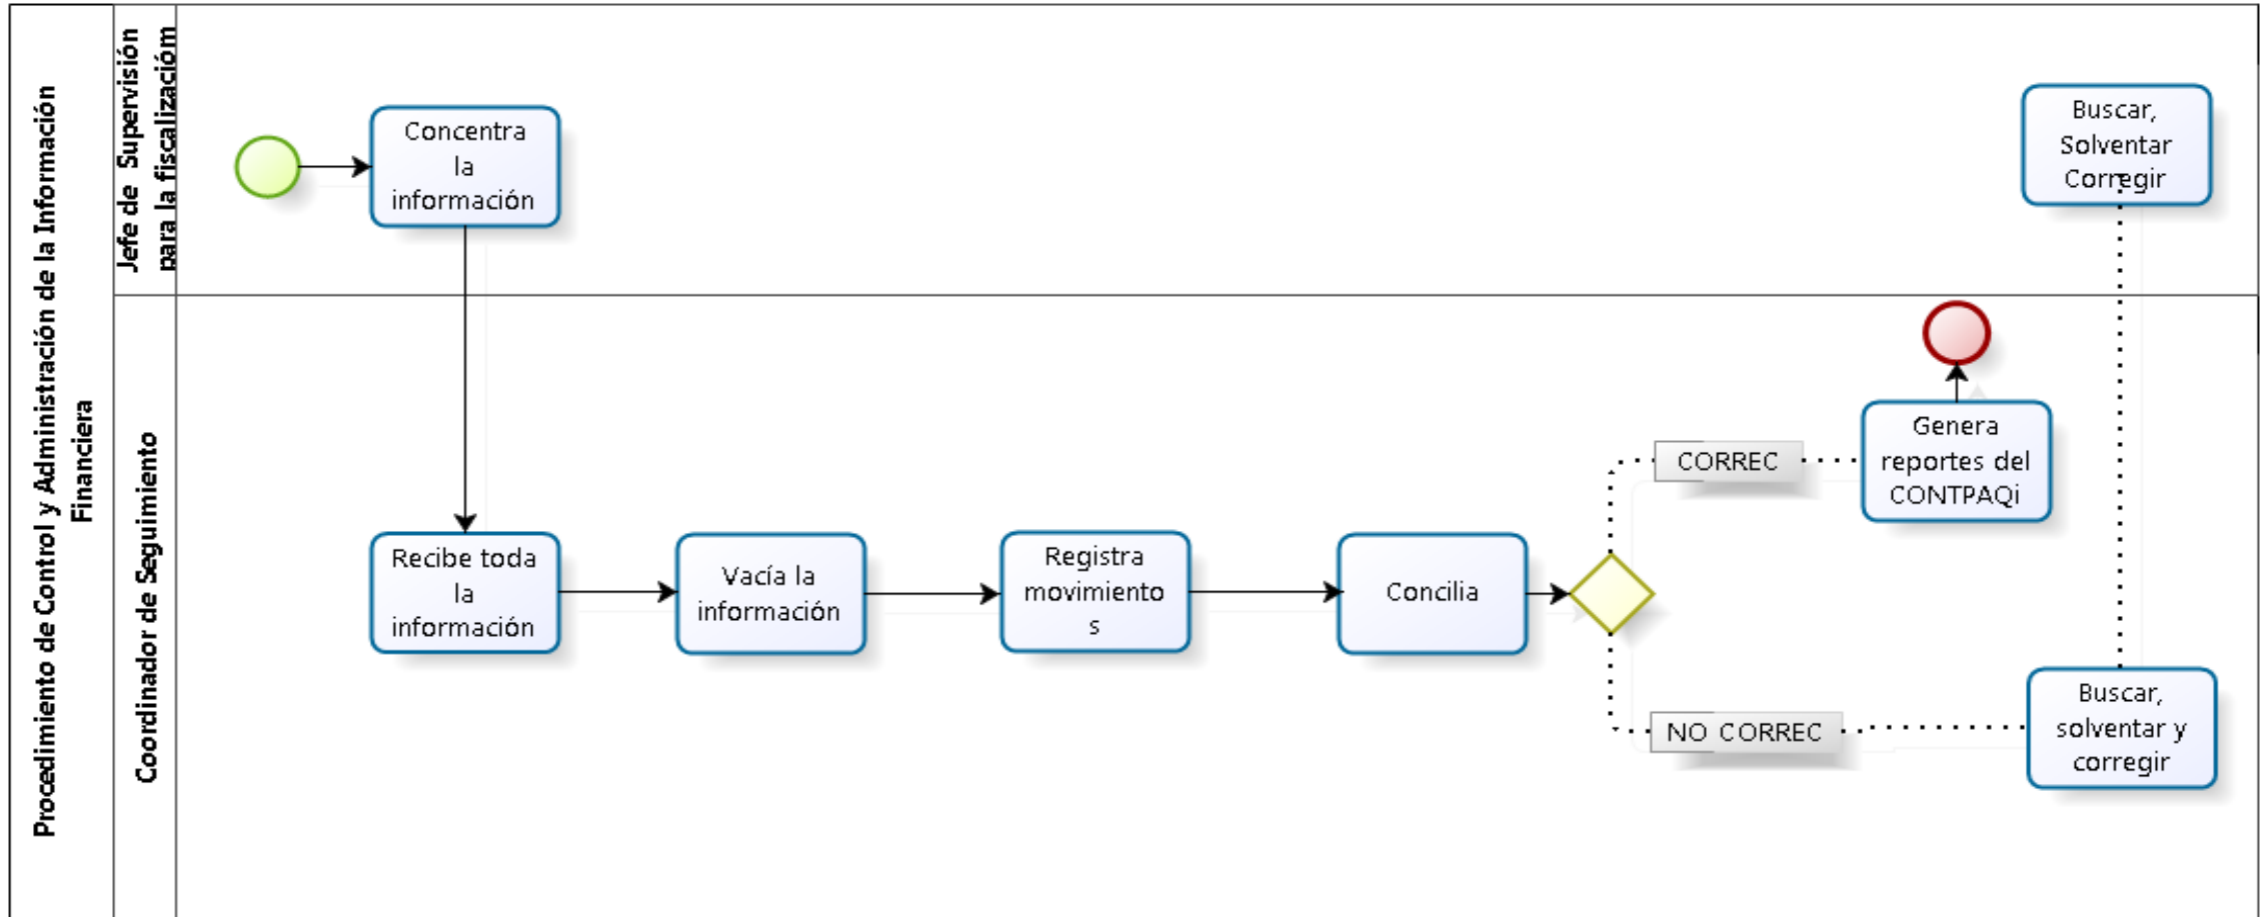 Procedimiento de Control y Administración de la Información
Financiera
Jefe de Supervisión
para la fiscalizacióm
Concentra
la
información
Buscar,
Solventar
Corregir
Coordinador de Seguimiento
Recibe toda
la
información
Vacía la
información
Registra
movimiento
s
Concilia
CORREC
Genera
reportes del
CONTPAQi
NO CORREC
Buscar,
solventar y
corregir